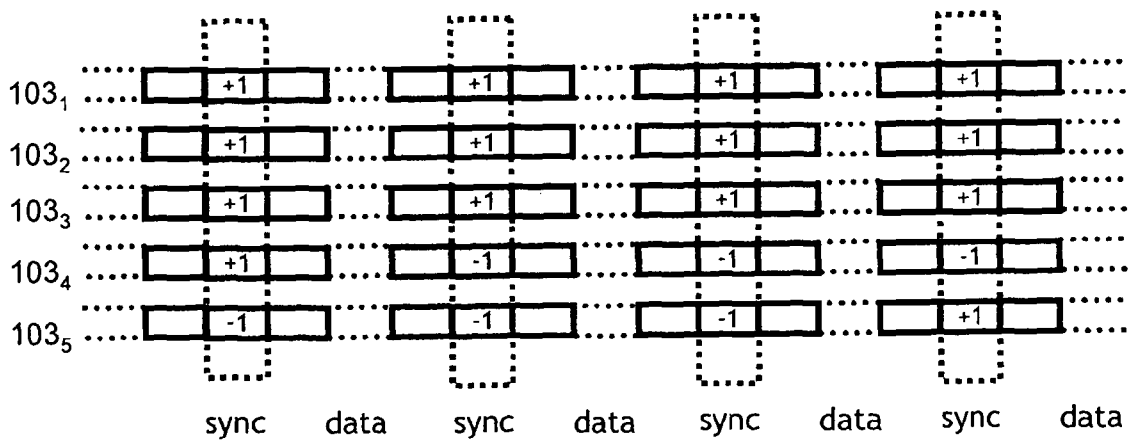 103₁ +1 +1 +1 +1
103₂ +1 +1 +1 +1
103₃ +1 +1 +1 +1
103₄ +1 -1 -1 -1
103₅ -1 -1 -1 +1
sync data sync data sync data sync data